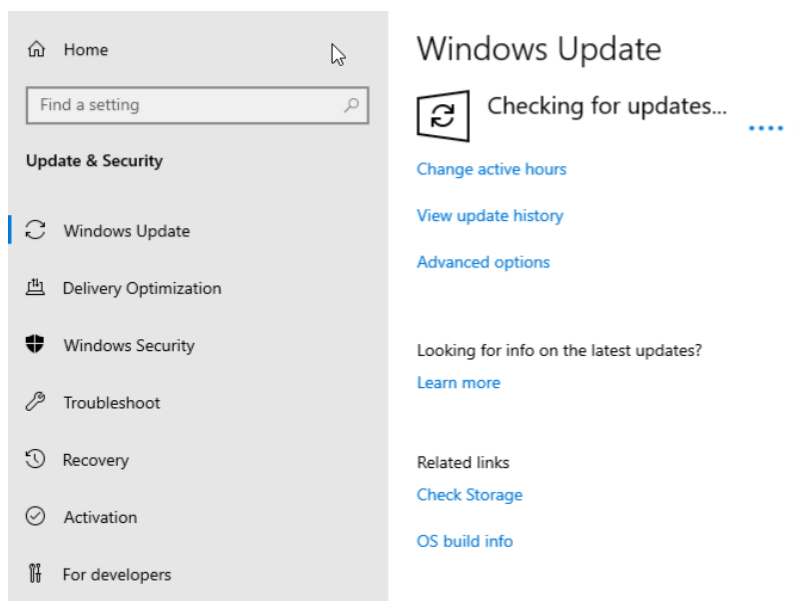 Home
Find a setting
Update & Security
Windows Update
Delivery Optimization
Windows Security
Troubleshoot
Recovery
Activation
For developers
Windows Update
Checking for updates...
Change active hours
View update history
Advanced options
Looking for info on the latest updates?
Learn more
Related links
Check Storage
OS build info